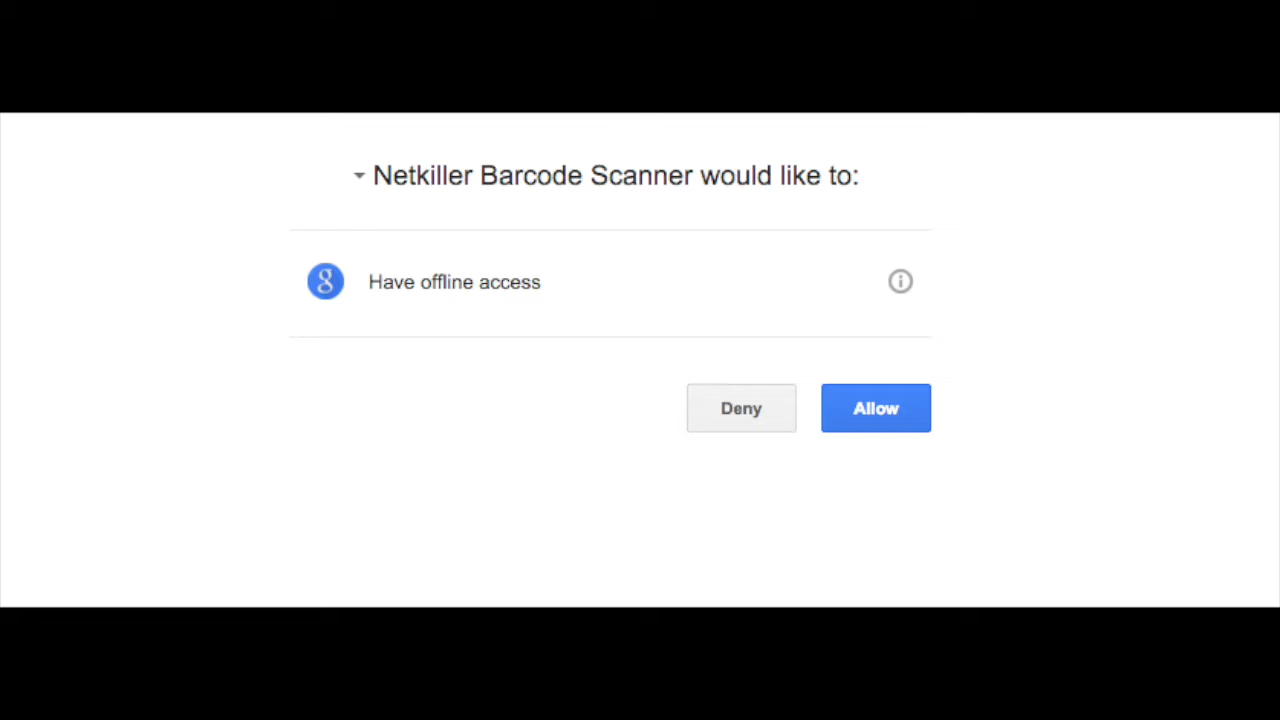 Netkiller Barcode Scanner would like to:
g
Have offline access
Deny
Allow